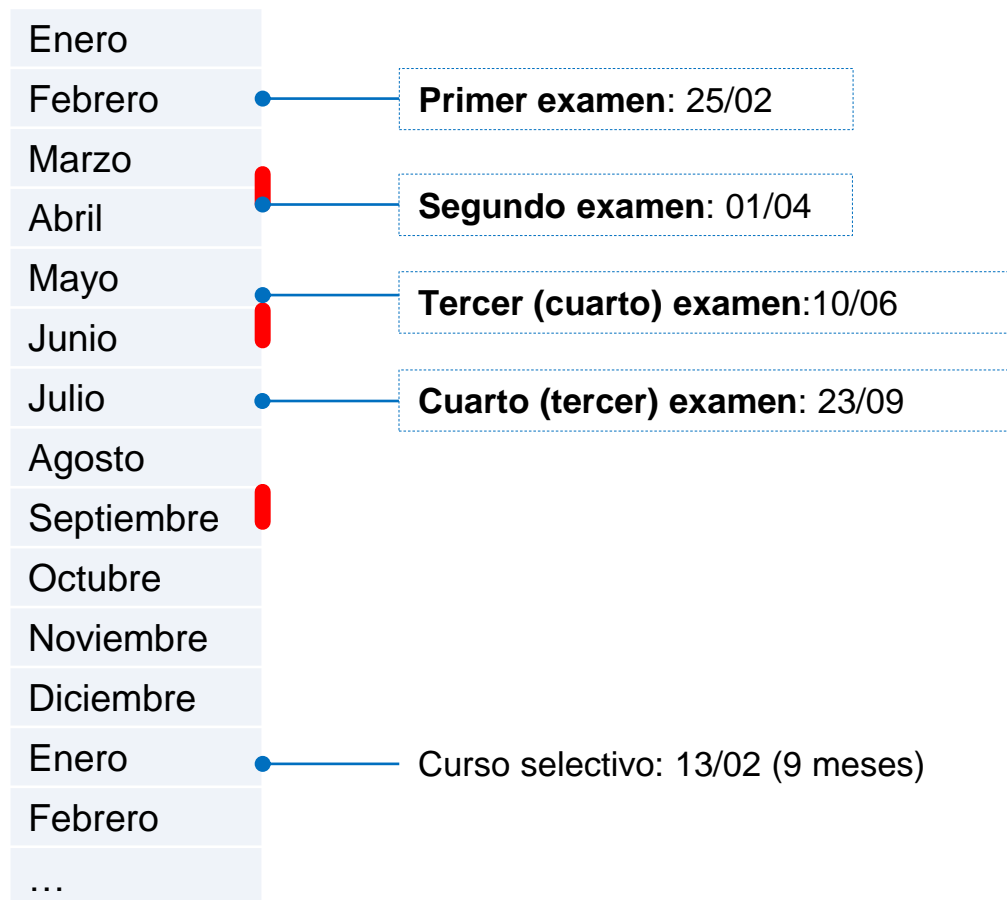 Enero
Febrero
Primer examen: 25/02
Marzo
Abril
Segundo examen: 01/04
Mayo
Tercer (cuarto) examen:10/06
Junio
Julio
Cuarto (tercer) examen: 23/09
Agosto
Septiembre
Octubre
Noviembre
Diciembre
Enero
Curso selectivo: 13/02 (9 meses)
Febrero
…